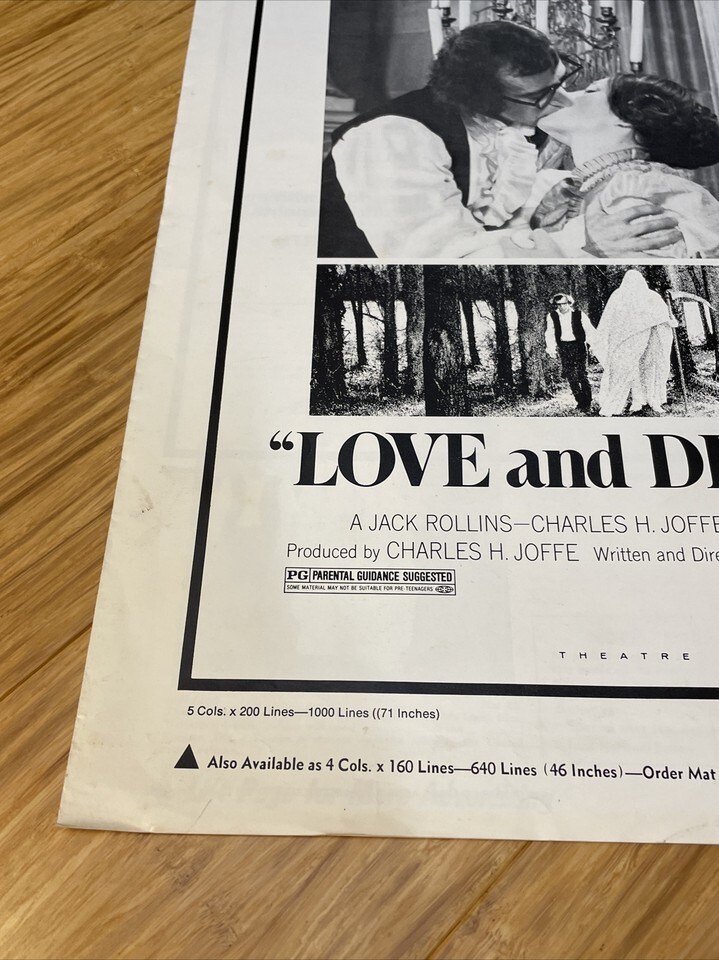 “LOVE and D
A JACK ROLLINS—CHARLES H. JOFFE
Produced by CHARLES H. JOFFE Written and Dire
PG PARENTAL GUIDANCE SUGGESTED
SOME MATERIAL MAY NOT BE SUITABLE FOR PRE-TEENAGERS
THEATRE
5 Cols. x 200 Lines—1000 Lines ((71 Inches)
Also Available as 4 Cols. x 160 Lines—640 Lines (46 Inches)—Order Mat